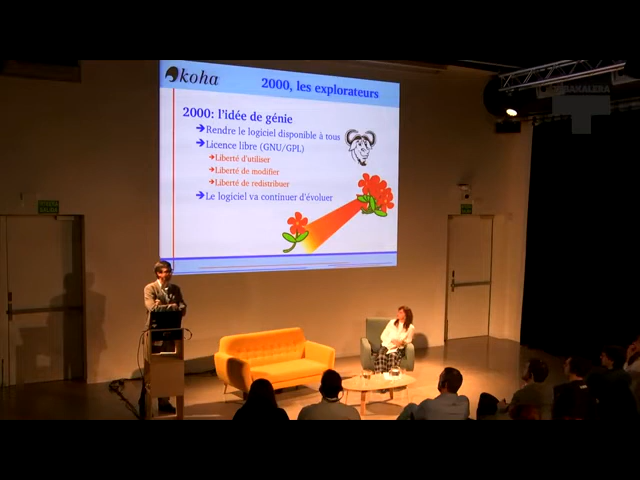 koha
2000, les explorateurs
2000: l'idée de génie
➔Rendre le logiciel disponible à tous
➔Licence libre (GNU/GPL)
➔Liberté d'utiliser
➔Liberté de modifier
➔Liberté de redistribuer
➔Le logiciel va continuer d'évoluer